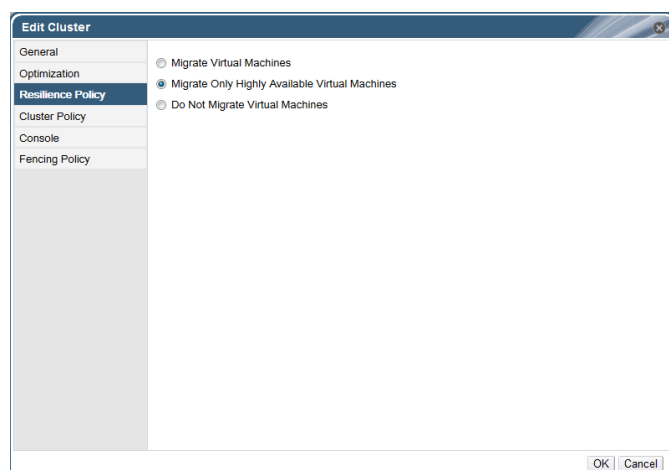 Edit Cluster
General
Optimization
Resilience Policy
Cluster Policy
Console
Fencing Policy
Migrate Virtual Machines
Migrate Only Highly Available Virtual Machines
Do Not Migrate Virtual Machines
OK Cancel